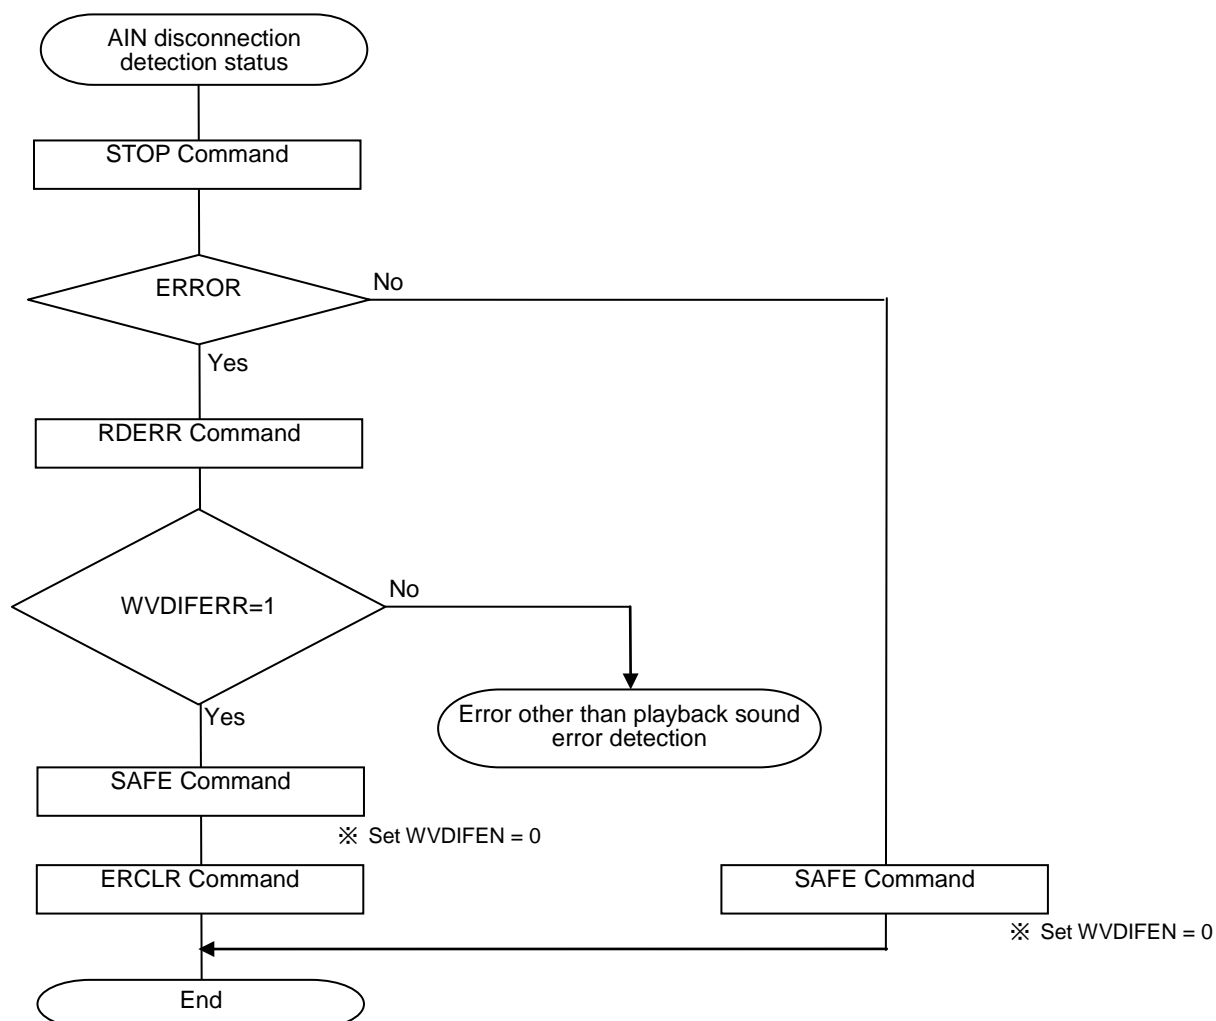 AIN disconnection
detection status
STOP Command
ERROR
No
Yes
RDERR Command
WVDIFERR=1
No
Yes
Error other than playback sound
error detection
SAFE Command
※ Set WVDIFEN = 0
ERCLR Command
SAFE Command
※ Set WVDIFEN = 0
End